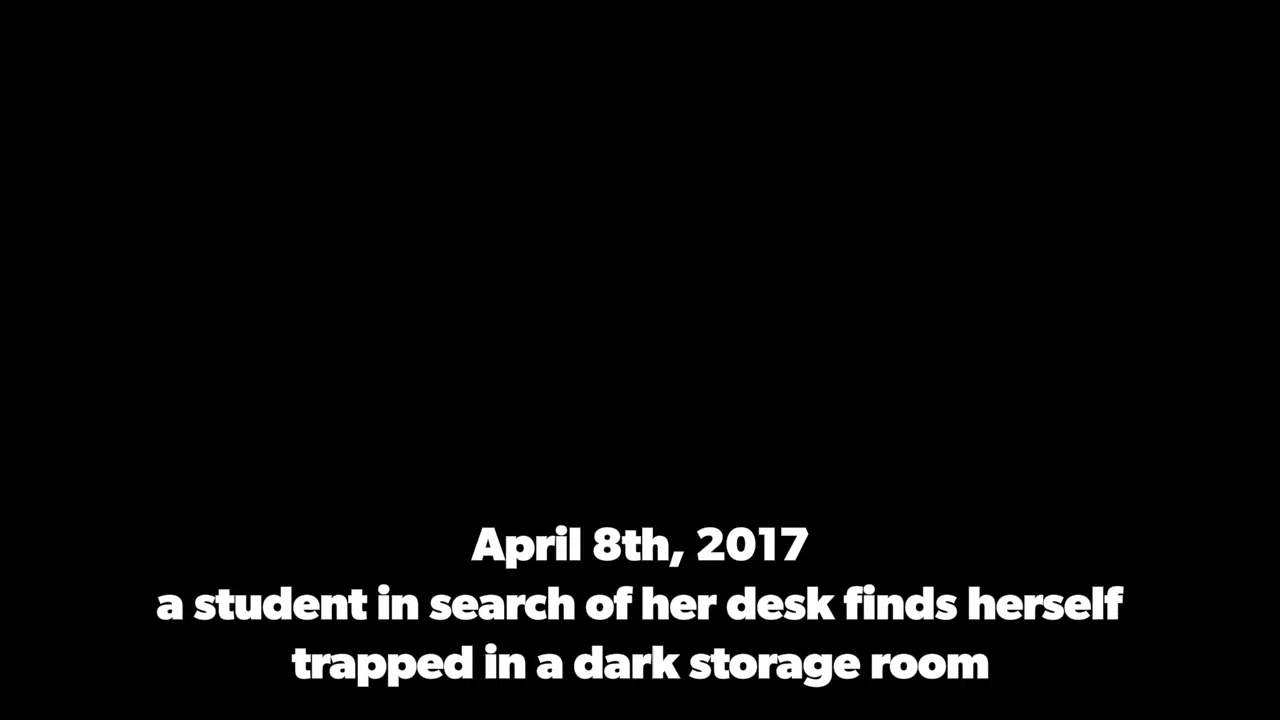 April 8th, 2017
a student in search of her desk finds herself
trapped in a dark storage room